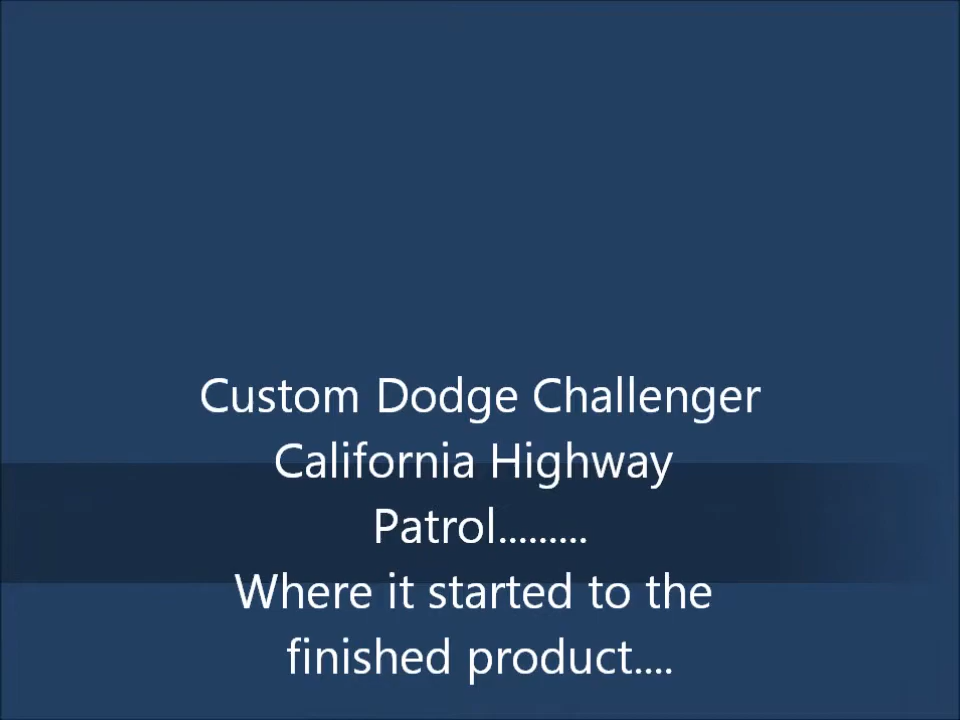 Custom Dodge Challenger
California Highway
Patrol.........
Where it started to the
finished product....